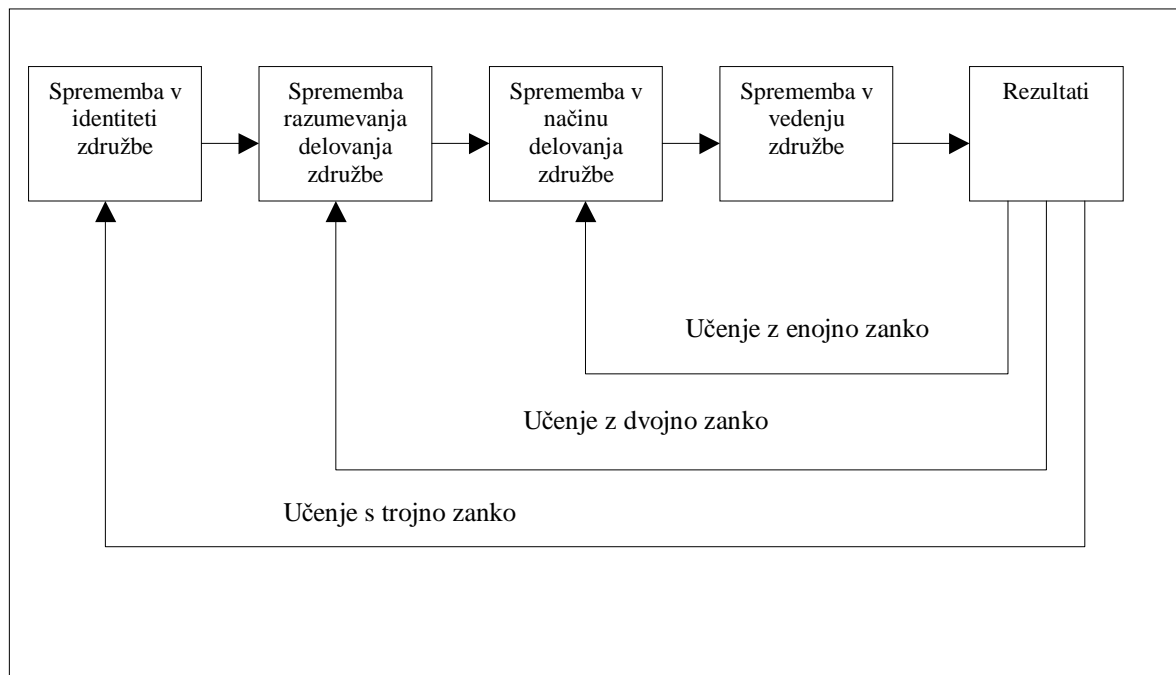 Sprememba v
identiteti
združbe
Sprememba
razumevanja
delovanja
združbe
Sprememba v
načinu
delovanja
združbe
Sprememba v
vedenju
združbe
Rezultati
Učenje z enojno zanko
Učenje z dvojno zanko
Učenje s trojno zanko